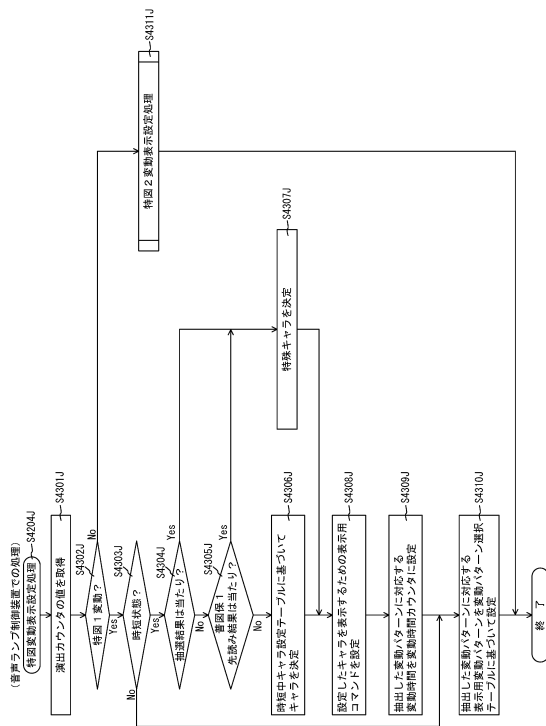 (音声ランプ制御装置での処理)
特図変動表示設定処理 S4204J
演出カウンタの値を取得 S4301J
特図1変動? S4302J
Yes
No
時短状態? S4303J
Yes
No
抽選結果は当たり? S4304J
Yes
No
普図保1
先読み結果は当たり? S4305J
Yes
No
時短中キャラ設定テーブルに基づいて
キャラを決定 S4306J
特殊キャラを決定 S4307J
設定したキャラを表示するための表示用
コマンドを設定 S4308J
抽出した変動パターンに対応する
変動時間を変動時間カウンタに設定 S4309J
抽出した変動パターンに対応する
表示用変動パターンを変動パターン選択
テーブルに基づいて設定 S4310J
特図2変動表示設定処理 S4311J
終了